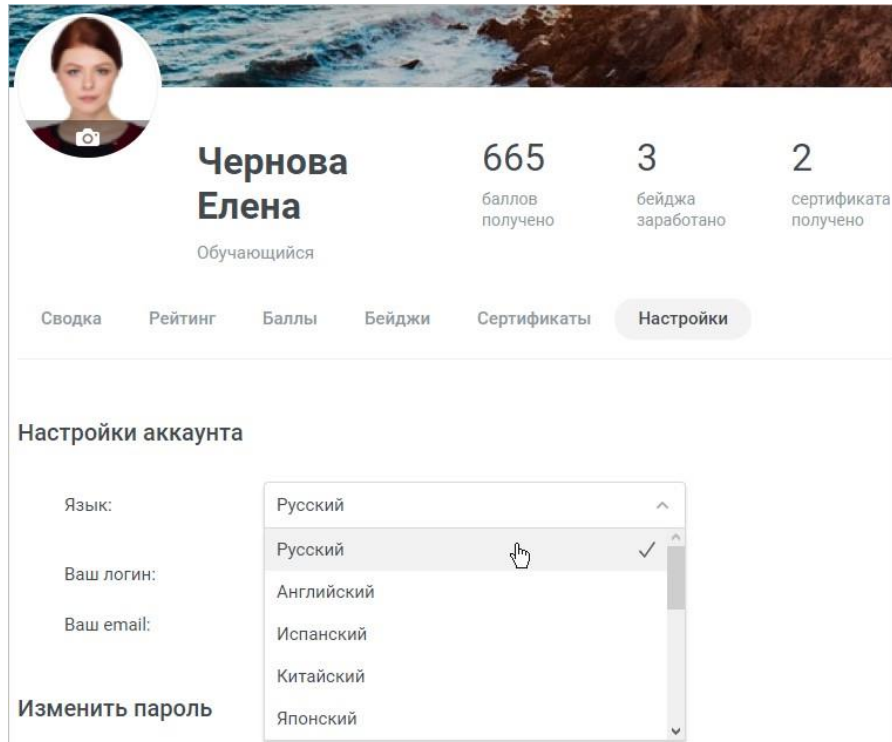 Чернова
Елена
Обучающийся
665
баллов
получено
3
бейджа
заработано
2
сертификата
получено
Сводка Рейтинг Баллы Бейджи Сертификаты Настройки
Настройки аккаунта
Язык: Русский
Русский
Ваш логин:
Английский
Ваш email:
Испанский
Китайский
Изменить пароль
Японский